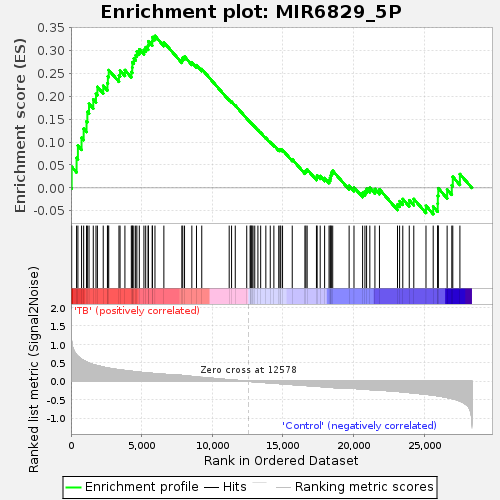 Enrichment plot: MIR6829_5P
Enrichment score (ES)
0.35
0.30
0.25
0.20
0.15
0.10
0.05
0.00
-0.05
'TB' (positively correlated)
Ranked list metric (Signal2Noise)
2.0
1.5
1.0
0.5
0.0
-0.5
-1.0
Zero cross at 12578
'Control' (negatively correlated)
0 5,000 10,000 15,000 20,000 25,000
Rank in Ordered Dataset
Enrichment profile Hits Ranking metric scores